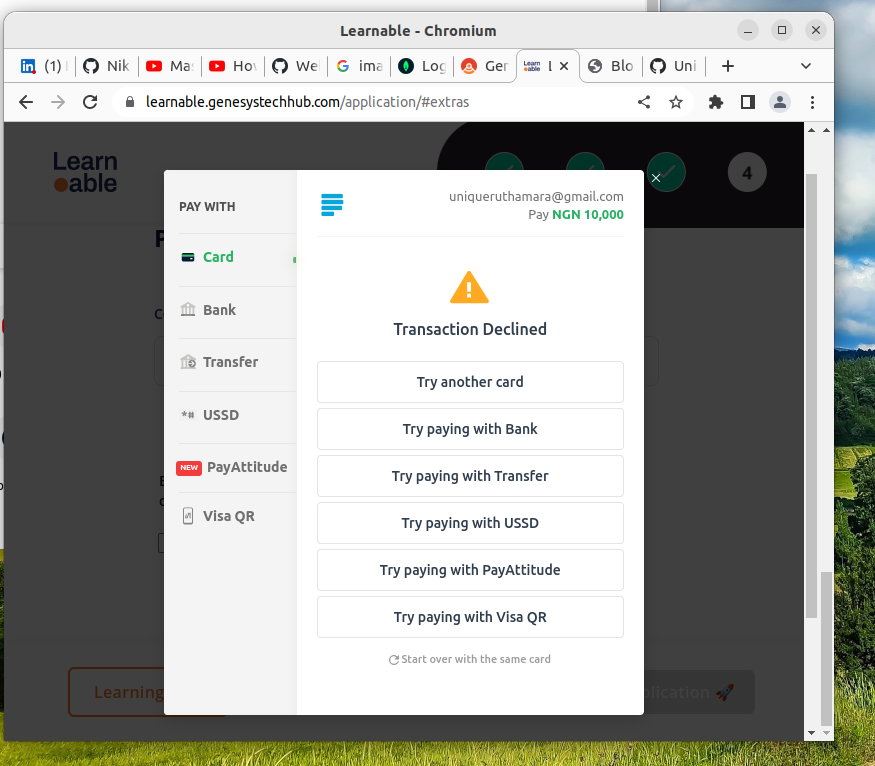 Learnable - Chromium
(1)
Nik
Mas
Ho
We
ima
Log
Ger
L
Blo
Uni
learnable.genesystechhub.com/application/#extras
Learn
able
4
PAY WITH
Card
Bank
Transfer
*# USSD
NEW PayAttitude
Visa QR
uniqueruthamara@gmail.com
Pay NGN 10,000
Transaction Declined
Try another card
Try paying with Bank
Try paying with Transfer
Try paying with USSD
Try paying with PayAttitude
Try paying with Visa QR
Start over with the same card
Learning
plication 🚀